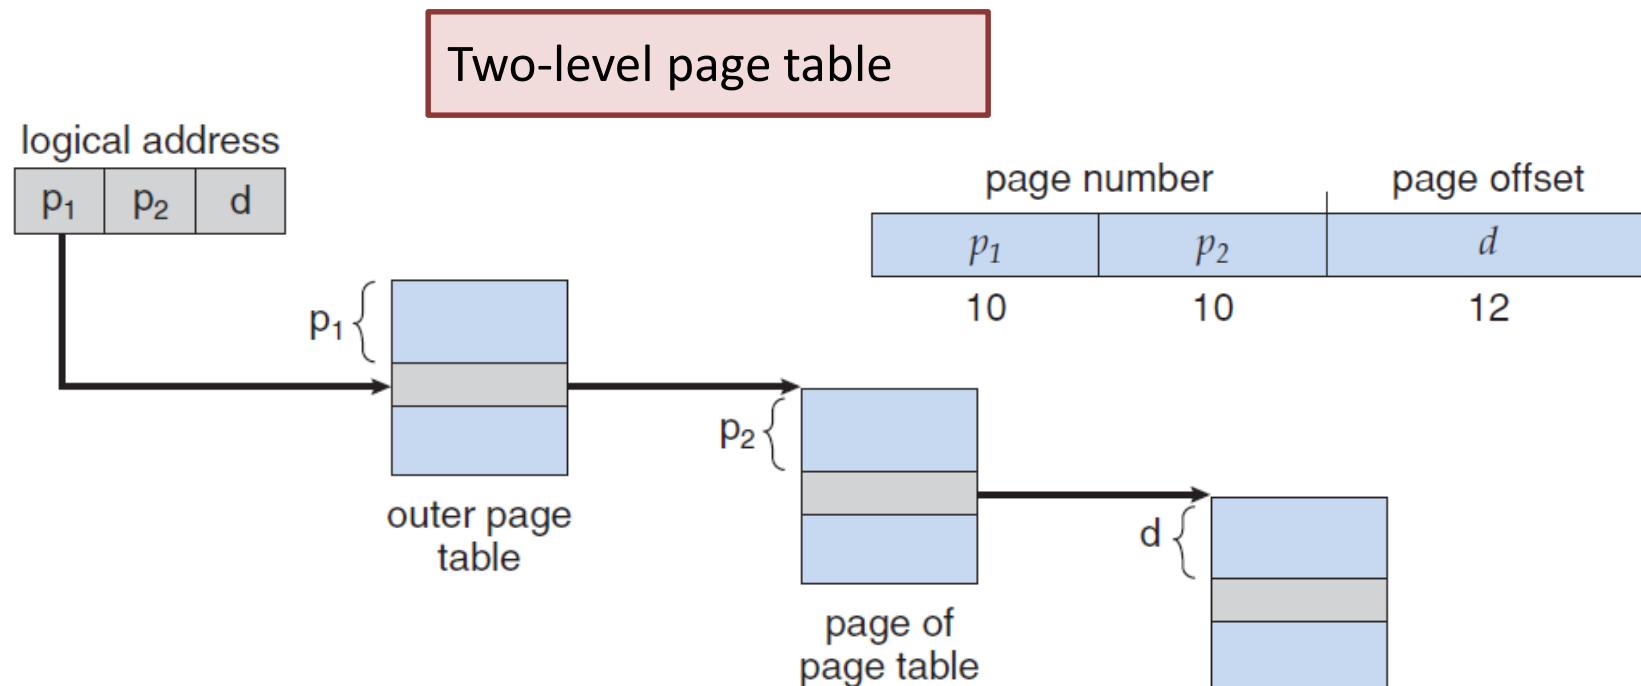 Two-level page table
logical address
p₁ p₂ d
page number page offset
p₁ p₂ d
10 10 12
p₁
outer page
table
p₂
page of
page table
d